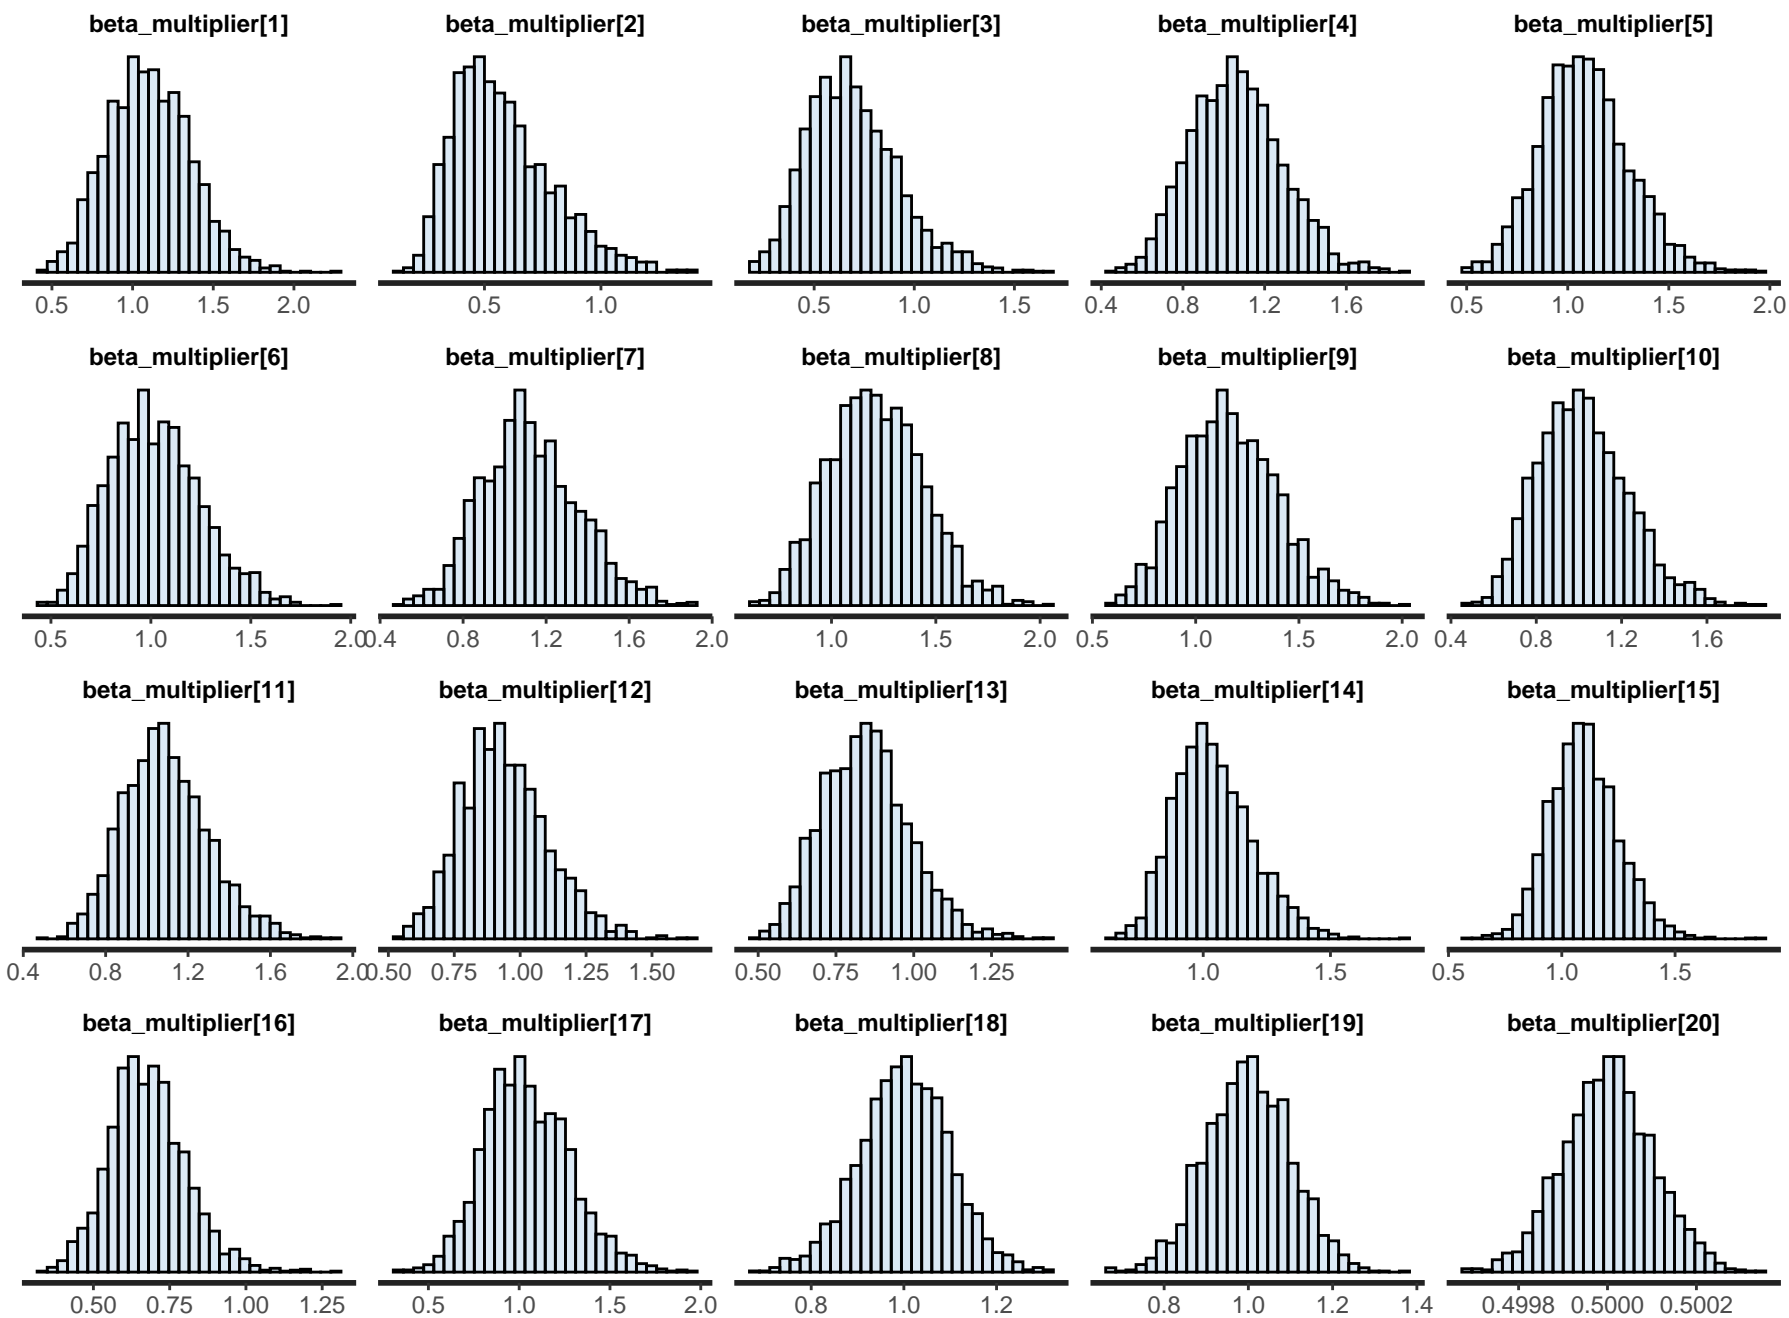 beta_multiplier[1] beta_multiplier[2] beta_multiplier[3] beta_multiplier[4] beta_multiplier[5]
0.5 1.0 1.5 2.0 0.5 1.0 0.5 1.0 1.5 0.4 0.8 1.2 1.6 0.5 1.0 1.5 2.0
beta_multiplier[6] beta_multiplier[7] beta_multiplier[8] beta_multiplier[9] beta_multiplier[10]
0.5 1.0 1.5 2.0 0.4 0.8 1.2 1.6 2.0 1.0 1.5 2.0 0.5 1.0 1.5 2.0 0.4 0.8 1.2 1.6
beta_multiplier[11] beta_multiplier[12] beta_multiplier[13] beta_multiplier[14] beta_multiplier[15]
0.4 0.8 1.2 1.6 2.0 0.50 0.75 1.00 1.25 1.50 0.50 0.75 1.00 1.25 1.0 1.5 0.5 1.0 1.5
beta_multiplier[16] beta_multiplier[17] beta_multiplier[18] beta_multiplier[19] beta_multiplier[20]
0.50 0.75 1.00 1.25 0.5 1.0 1.5 2.0 0.8 1.0 1.2 0.8 1.0 1.2 1.4 0.4998 0.5000 0.5002